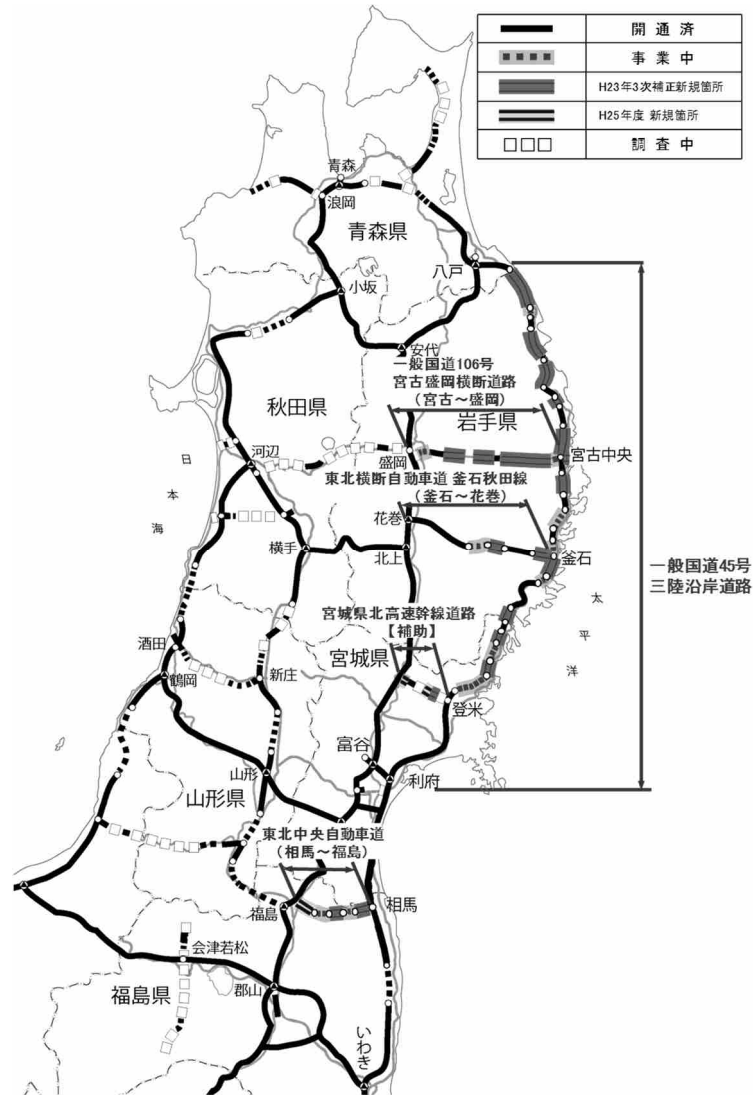 開通済
事業中
H23年3次補正新規箇所
H25年度 新規箇所
調査中
青森
浪岡
青森県
八戸
小坂
安代
一般国道106号
宮古盛岡横断道路
（宮古～盛岡）
秋田県
岩手県
河辺
盛岡
宮古中央
日本海
東北横断自動車道 釜石秋田線
（釜石～花巻）
花巻
横手
北上
釜石
一般国道45号
三陸沿岸道路
太平洋
宮城県北高速幹線道路
【補助】
酒田
宮城県
鶴岡
新庄
登米
富谷
山形
利府
山形県
東北中央自動車道
（相馬～福島）
福島
相馬
会津若松
福島県
郡山
いわき